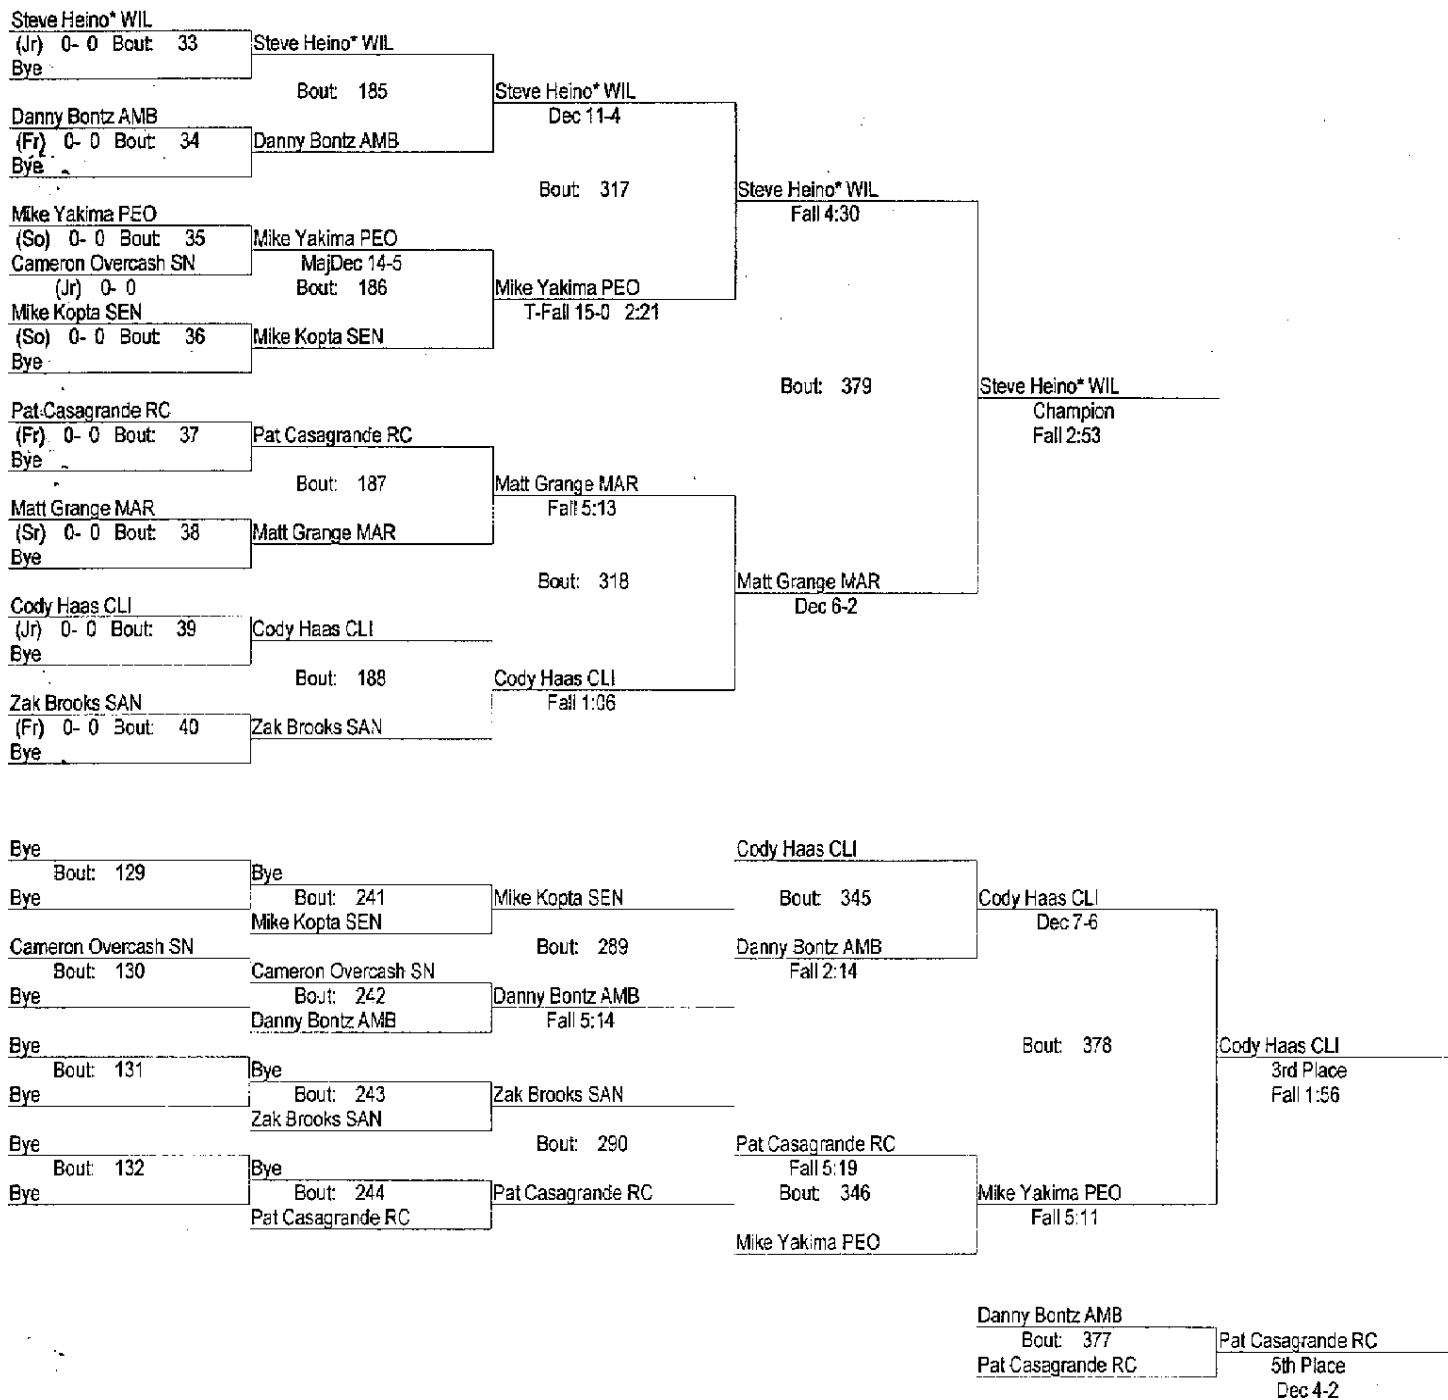 Steve Heino* WIL
(Jr) 0- 0 Bout: 33
Bye
Steve Heino* WIL
Bout: 185
Danny Bontz AMB
(Fr) 0- 0 Bout: 34
Bye
Danny Bontz AMB
Steve Heino* WIL
Dec 11-4
Bout: 317
Mike Yakima PEO
(So) 0- 0 Bout: 35
Cameron Overcash SN
(Jr) 0- 0
Mike Yakima PEO
MajDec 14-5
Bout: 186
Mike Kopta SEN
(So) 0- 0 Bout: 36
Bye
Mike Kopta SEN
Mike Yakima PEO
T-Fall 15-0 2:21
Steve Heino* WIL
Fall 4:30
Bout: 379
Pat Casagrande RC
(Fr) 0- 0 Bout: 37
Bye
Pat Casagrande RC
Bout: 187
Matt Grange MAR
(Sr) 0- 0 Bout: 38
Bye
Matt Grange MAR
Matt Grange MAR
Fall 5:13
Bout: 318
Cody Haas CLI
(Jr) 0- 0 Bout: 39
Bye
Cody Haas CLI
Bout: 188
Zak Brooks SAN
(Fr) 0- 0 Bout: 40
Bye
Zak Brooks SAN
Cody Haas CLI
Fall 1:06
Matt Grange MAR
Dec 6-2
Steve Heino* WIL
Champion
Fall 2:53
Bye
Bout: 129
Bye
Bye
Bout: 241
Mike Kopta SEN
Mike Kopta SEN
Bout: 289
Cameron Overcash SN
Bout: 130
Bye
Cameron Overcash SN
Bout: 242
Danny Bontz AMB
Danny Bontz AMB
Fall 5:14
Cody Haas CLI
Bout: 345
Danny Bontz AMB
Fall 2:14
Cody Haas CLI
Dec 7-6
Bout: 378
Bye
Bout: 131
Bye
Bye
Bout: 243
Zak Brooks SAN
Zak Brooks SAN
Bout: 290
Bye
Bout: 132
Bye
Bye
Bout: 244
Pat Casagrande RC
Pat Casagrande RC
Pat Casagrande RC
Fall 5:19
Bout: 346
Mike Yakima PEO
Mike Yakima PEO
Fall 5:11
Cody Haas CLI
3rd Place
Fall 1:56
Danny Bontz AMB
Bout: 377
Pat Casagrande RC
Pat Casagrande RC
5th Place
Dec 4-2